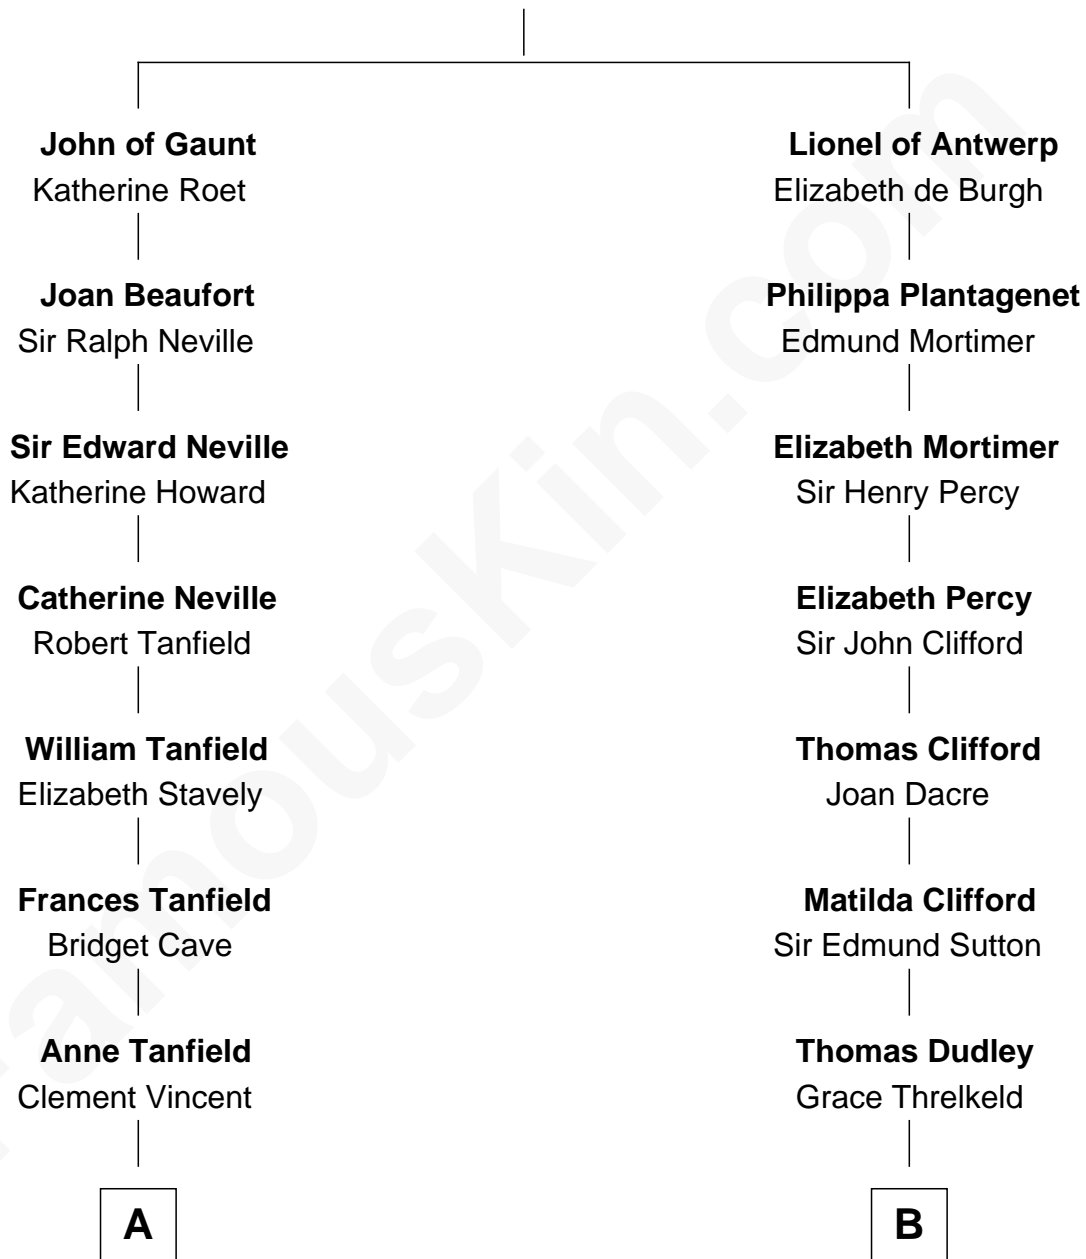 John of Gaunt
Katherine Roet
Lionel of Antwerp
Elizabeth de Burgh
Joan Beaufort
Sir Ralph Neville
Philippa Plantagenet
Edmund Mortimer
Sir Edward Neville
Katherine Howard
Elizabeth Mortimer
Sir Henry Percy
Catherine Neville
Robert Tanfield
Elizabeth Percy
Sir John Clifford
William Tanfield
Elizabeth Stavely
Thomas Clifford
Joan Dacre
Frances Tanfield
Bridget Cave
Matilda Clifford
Sir Edmund Sutton
Anne Tanfield
Clement Vincent
Thomas Dudley
Grace Threlkeld
A
B
FamousKin.com